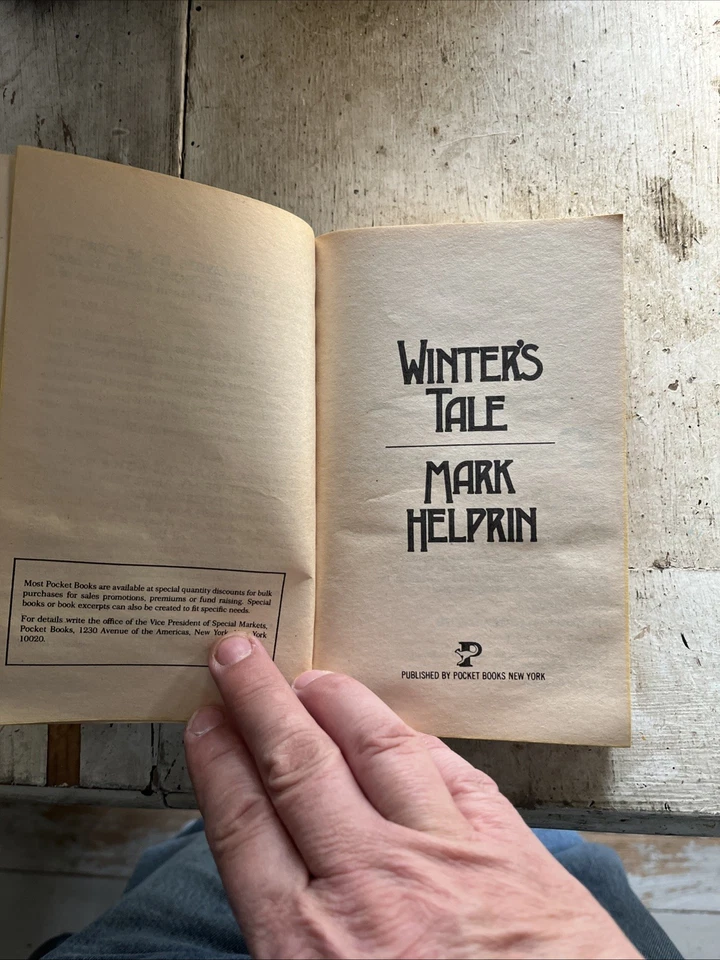 Most Pocket Books are available at special quantity discounts for bulk
purchases for sales promotions, premiums or fund raising. Special
books or book excerpts can also be created to fit specific needs.
For details write the office of the Vice President of Special Markets,
Pocket Books, 1230 Avenue of the Americas, New York, York
10020.
WINTER'S
TALE
MARK
HELPRIN
P
PUBLISHED BY POCKET BOOKS NEW YORK